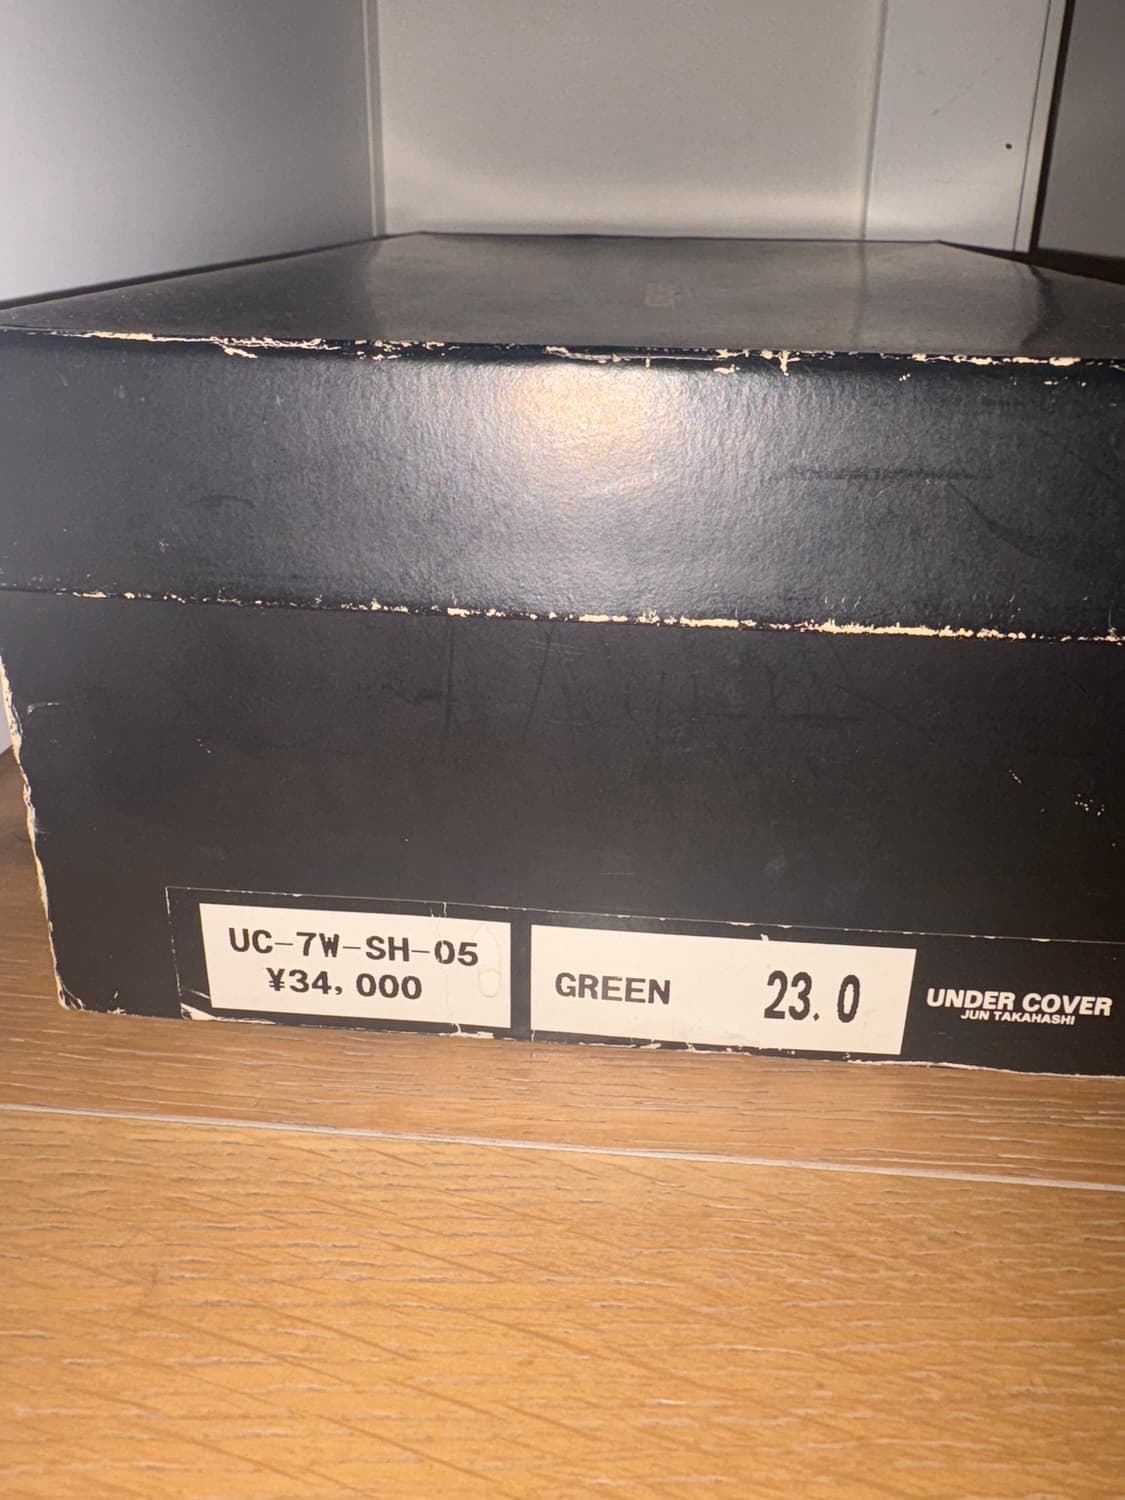 UC-7W-SH-05
¥34,000
GREEN 23.0
UNDER COVER
JUN TAKAHASHI